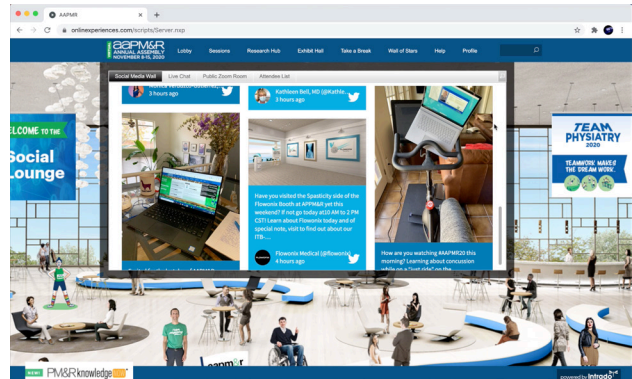 AAPMR
onlinexperiences.com/scripts/Server.nxp
VIRTUAL
aapm&r
ANNUAL ASSEMBLY
NOVEMBER 8-15, 2020
Lobby
Sessions
Research Hub
Exhibit Hall
Take a Break
Wall of Stars
Help
Profile
Social Media Wall
Live Chat
Public Zoom Room
Attendee List
3 hours ago
Kathleen Bell, MD (@Kathle...
3 hours ago
Have you visited the Spasticity side of the
Flowonix Booth at APPM&R yet this
weekend? If not go today at10 AM to 2 PM
CST! Learn about Flowonix today and of
special note, visit to find out about our
ITB-...
Flowonix Medical (@flowonix
4 hours ago
How are you watching #AAPMR20 this
morning? Learning about concussion
while on a "just ride" on the
ELCOME TO THE
Social
Lounge
TEAM
PHYSIATRY
2020
TEAMWORK MAKES
THE DREAM WORK.
aapm&r
HOME
PM&R knowledge
powered by Intrado